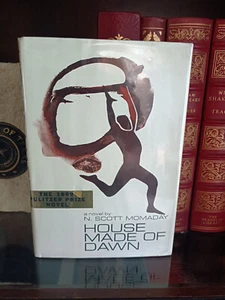 THE 1969
PULITZER PRIZE
NOVEL
a novel by
N. SCOTT MOMADAY
HOUSE
MADE OF
DAWN